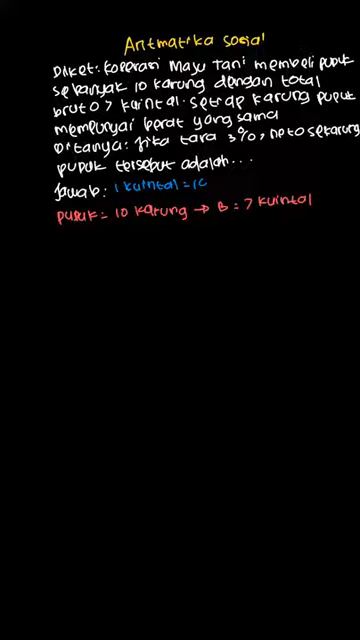 Aritmatika sosial
Diket: Koperasi Maju Tani membeli pupuk
sebanyak 10 karung dengan total
bruto 7 kuintal. setiap karung pupuk
mempunyai berat yang sama
Ditanya: Jika tara 3%, neto sekarung
pupuk tersebut adalah...
Jawab: 1 kuintal = 10
pupuk = 10 karung → B = 7 kuintal